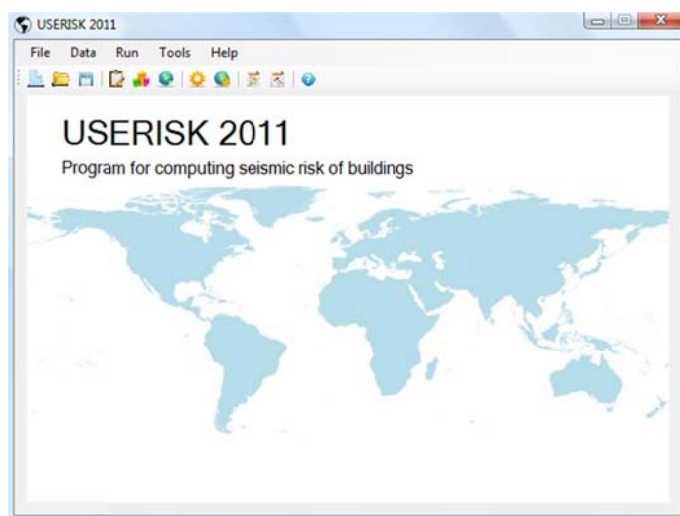 USERISK 2011
File Data Run Tools Help
USERISK 2011
Program for computing seismic risk of buildings